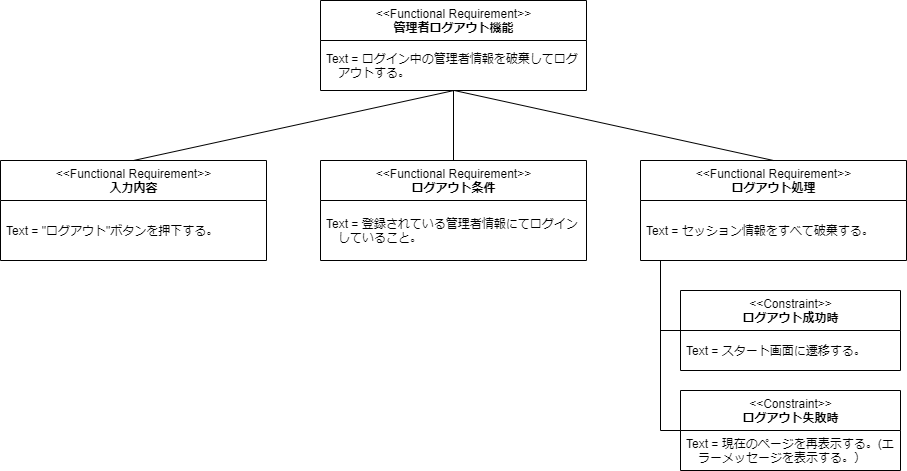 <<Functional Requirement>>
管理者ログアウト機能
Text = ログイン中の管理者情報を破棄してログ
アウトする。
<<Functional Requirement>>
入力内容
Text = "ログアウト"ボタンを押下する。
<<Functional Requirement>>
ログアウト条件
Text = 登録されている管理者情報にてログイン
していること。
<<Functional Requirement>>
ログアウト処理
Text = セッション情報をすべて破棄する。
<<Constraint>>
ログアウト成功時
Text = スタート画面に遷移する。
<<Constraint>>
ログアウト失敗時
Text = 現在のページを再表示する。(エ
ラーメッセージを表示する。）